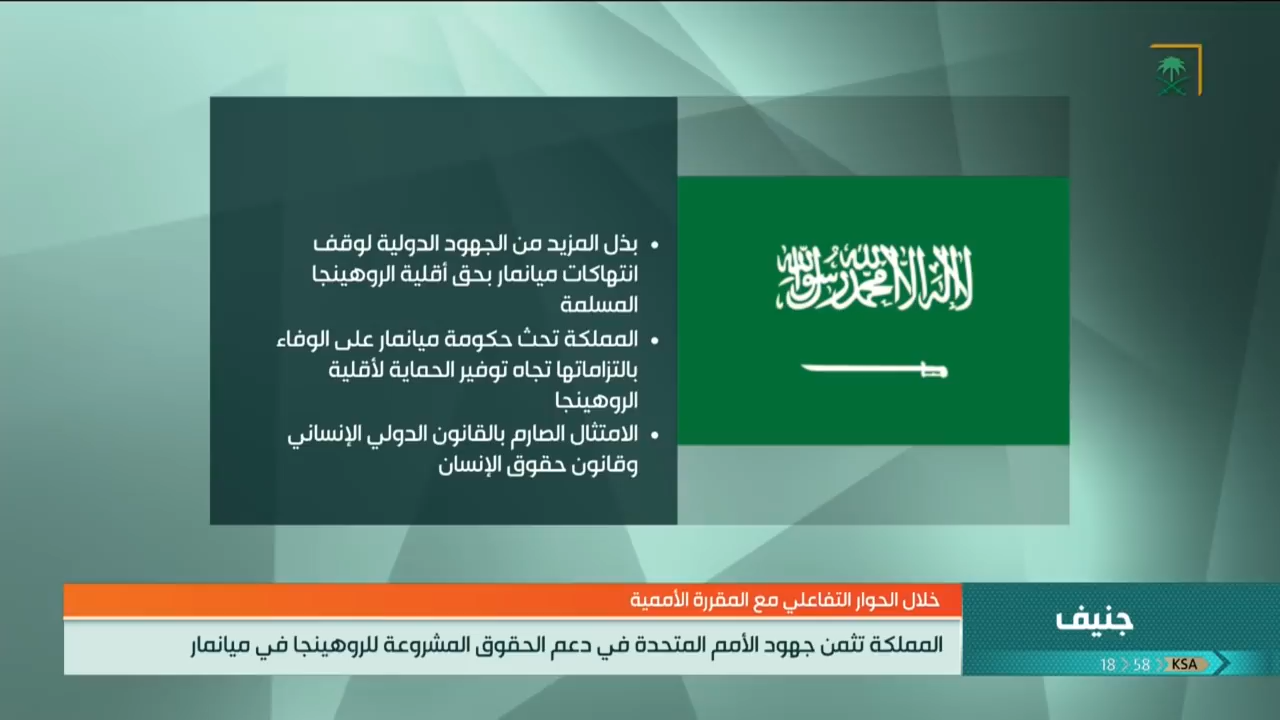 لا إله إلا الله محمد رسول الله
• بذل المزيد من الجهود الدولية لوقف
انتهاكات ميانمار بحق أقلية الروهينجا
المسلمة
• المملكة تحث حكومة ميانمار على الوفاء
بالتزاماتها تجاه توفير الحماية لأقلية
الروهينجا
• الامتثال الصارم بالقانون الدولي الإنساني
وقانون حقوق الإنسان
جنيف
خلال الحوار التفاعلي مع المقررة الأممية
المملكة تثمن جهود الأمم المتحدة في دعم الحقوق المشروعة للروهينجا في ميانمار
18 58 KSA